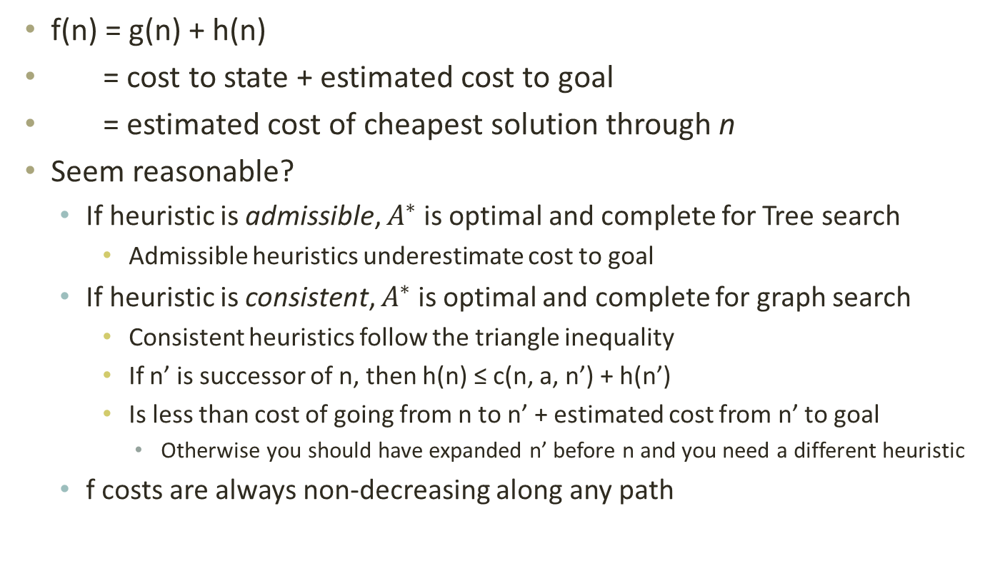 • f(n) = g(n) + h(n)
• = cost to state + estimated cost to goal
• = estimated cost of cheapest solution through n
• Seem reasonable?
• If heuristic is admissible, A* is optimal and complete for Tree search
• Admissible heuristics underestimate cost to goal
• If heuristic is consistent, A* is optimal and complete for graph search
• Consistent heuristics follow the triangle inequality
• If n’ is successor of n, then h(n) ≤ c(n, a, n’) + h(n’)
• Is less than cost of going from n to n’ + estimated cost from n’ to goal
• Otherwise you should have expanded n’ before n and you need a different heuristic
• f costs are always non-decreasing along any path